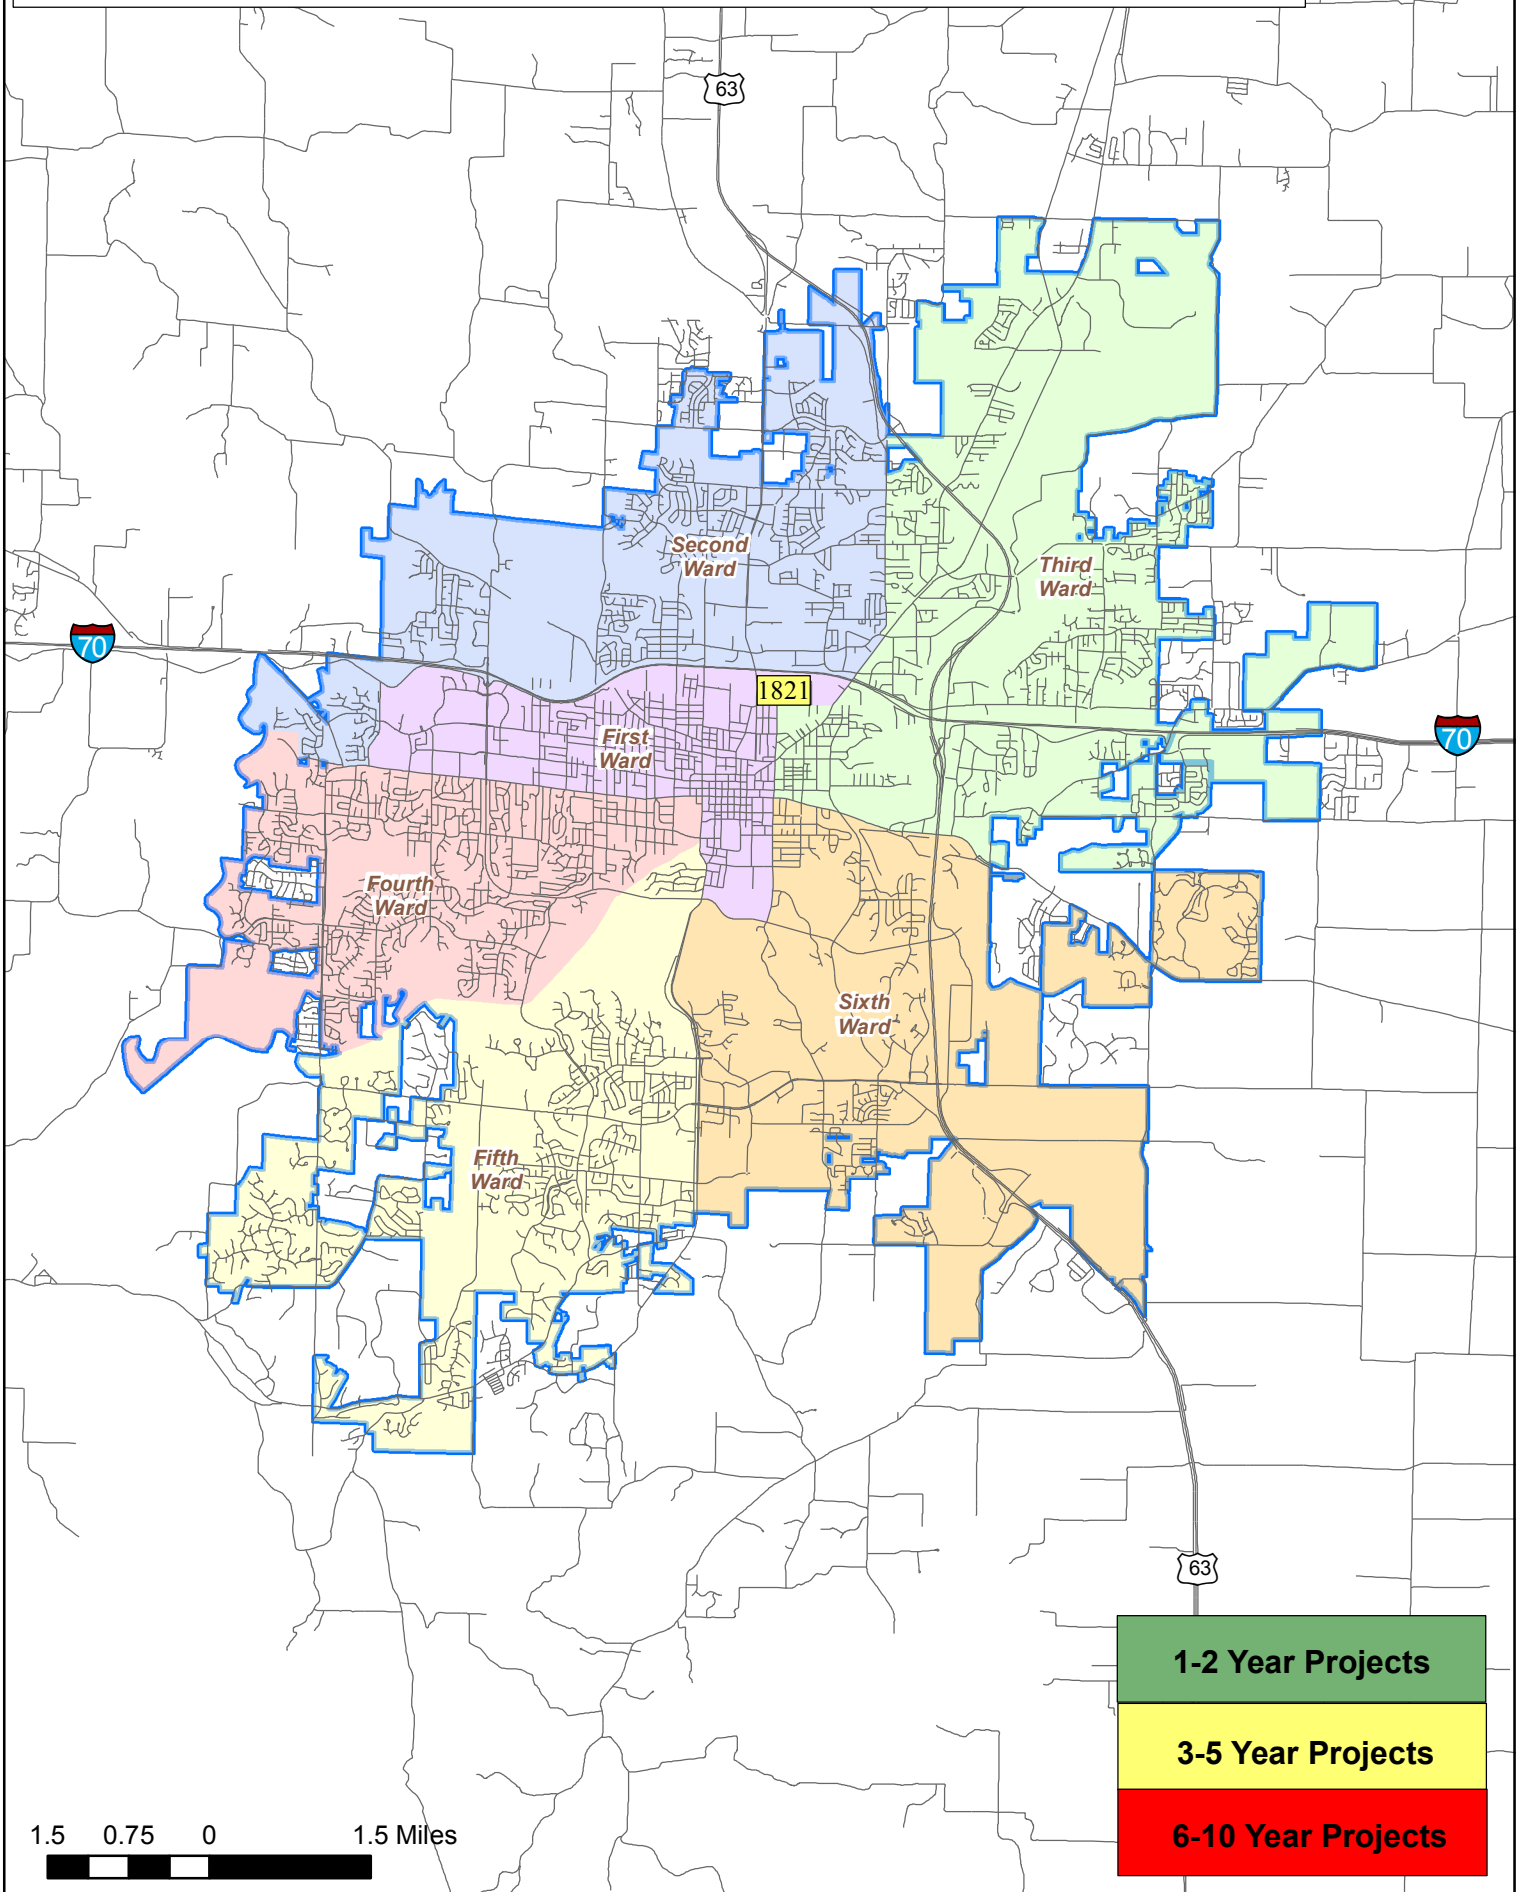 63
Second
Ward
Third
Ward
70
1821
First
Ward
70
Fourth
Ward
Sixth
Ward
Fifth
Ward
63
1-2 Year Projects
3-5 Year Projects
6-10 Year Projects
1.5 0.75 0 1.5 Miles